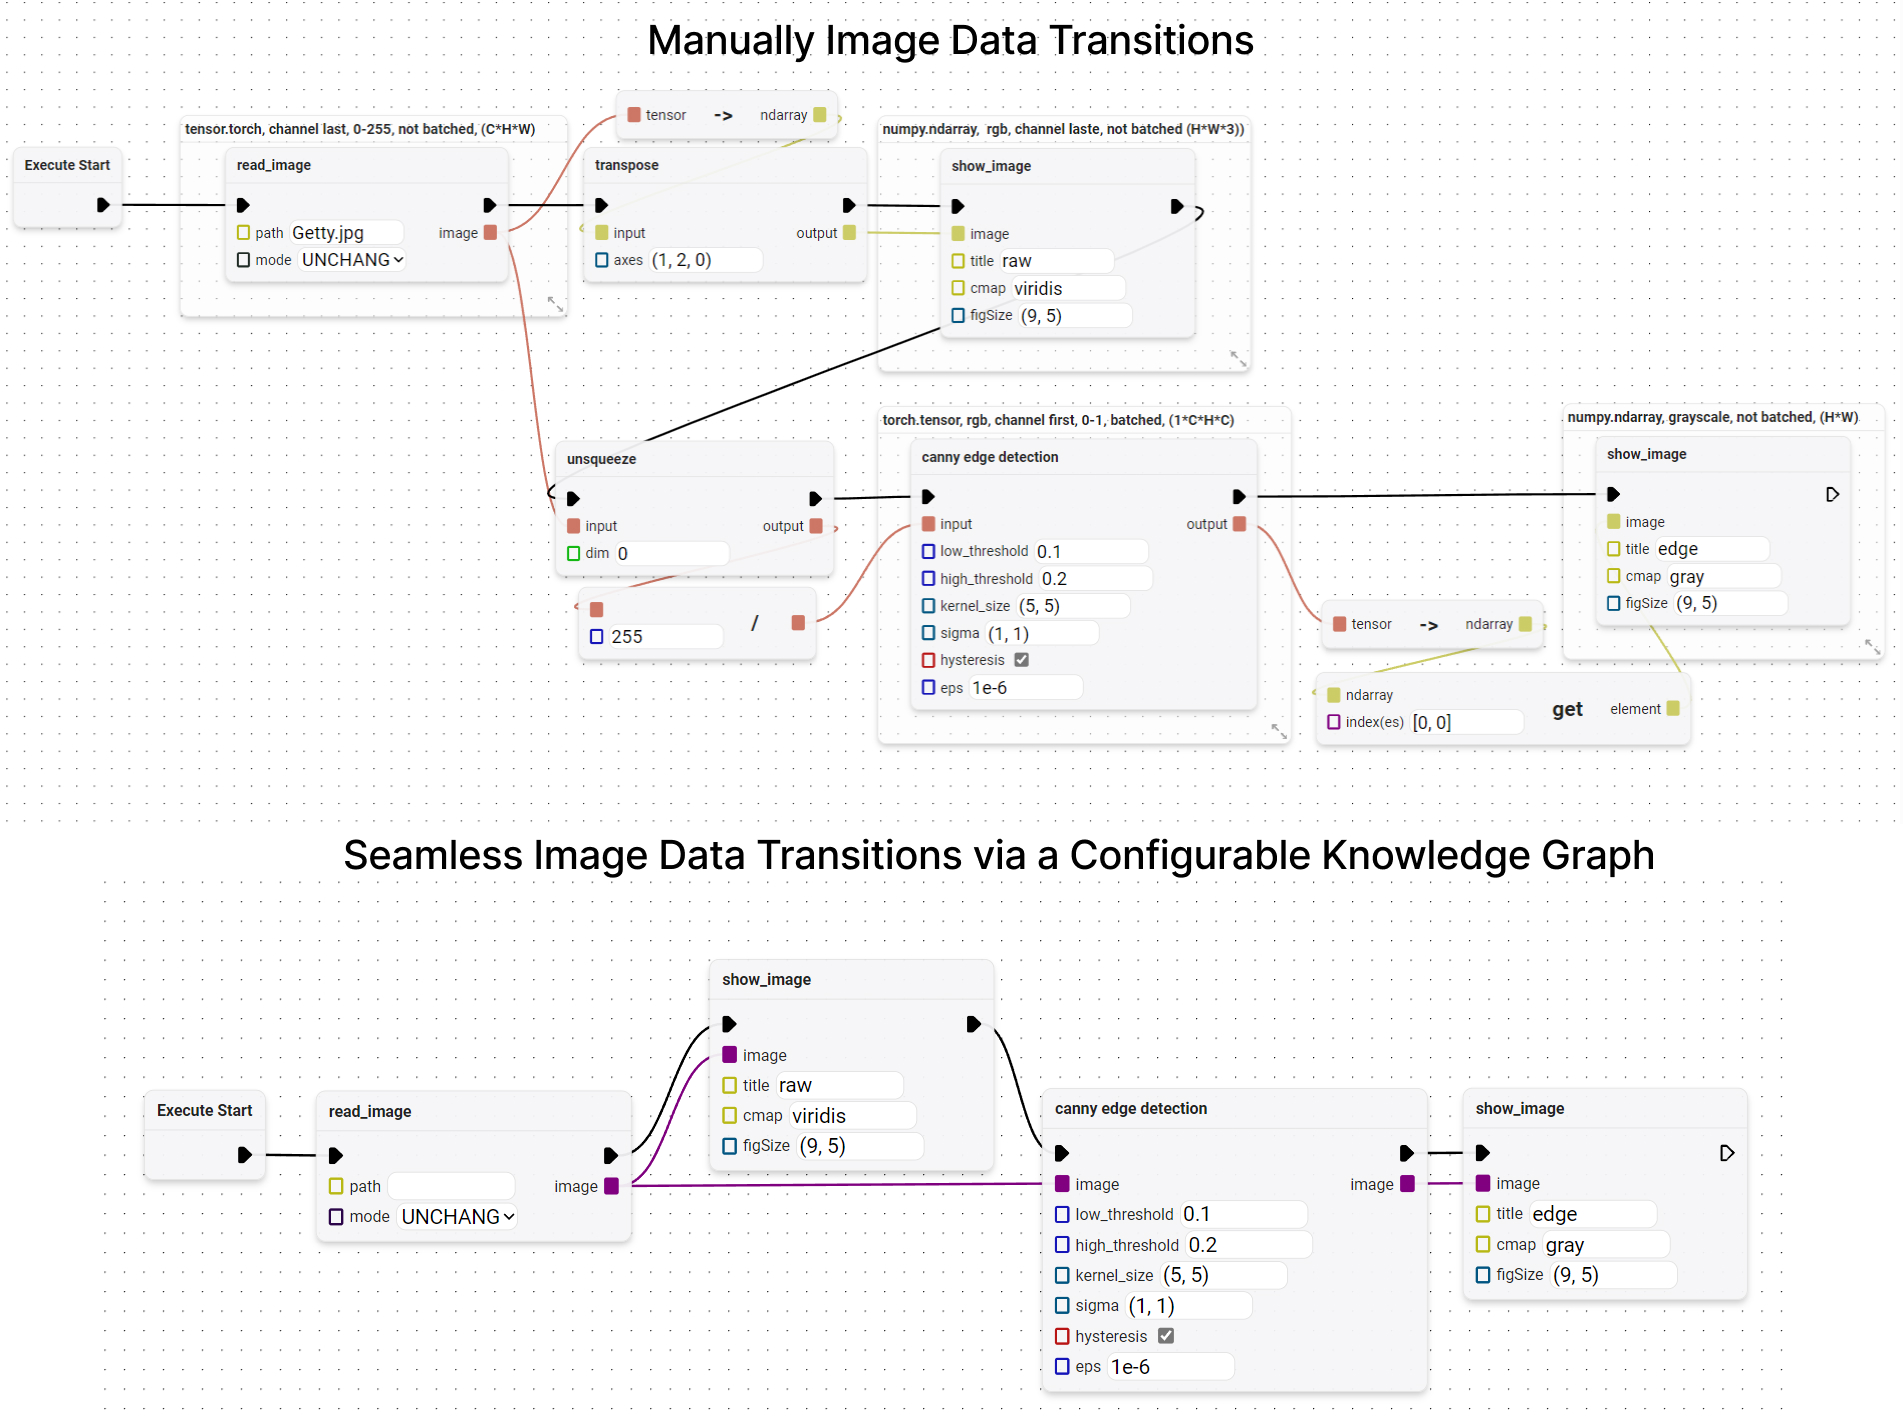 Manually Image Data Transitions
tensor -> ndarray
tensor.torch, channel last, 0-255, not batched, (C*H*W)
numpy.ndarray, rgb, channel laste, not batched (H*W*3))
Execute Start
read_image
path Getty.jpg
image
mode UNCHANG
transpose
input
output
axes (1, 2, 0)
show_image
image
title raw
cmap viridis
figSize (9, 5)
unsqueeze
input
output
dim 0
/
255
torch.tensor, rgb, channel first, 0-1, batched, (1*C*H*C)
canny edge detection
input
output
low_threshold 0.1
high_threshold 0.2
kernel_size (5, 5)
sigma (1, 1)
hysteresis
eps 1e-6
tensor -> ndarray
ndarray
get
element
index(es) [0, 0]
numpy.ndarray, grayscale, not batched, (H*W)
show_image
image
title edge
cmap gray
figSize (9, 5)
Seamless Image Data Transitions via a Configurable Knowledge Graph
Execute Start
read_image
path
image
mode UNCHANG
show_image
image
title raw
cmap viridis
figSize (9, 5)
canny edge detection
image
image
low_threshold 0.1
high_threshold 0.2
kernel_size (5, 5)
sigma (1, 1)
hysteresis
eps 1e-6
show_image
image
title edge
cmap gray
figSize (9, 5)